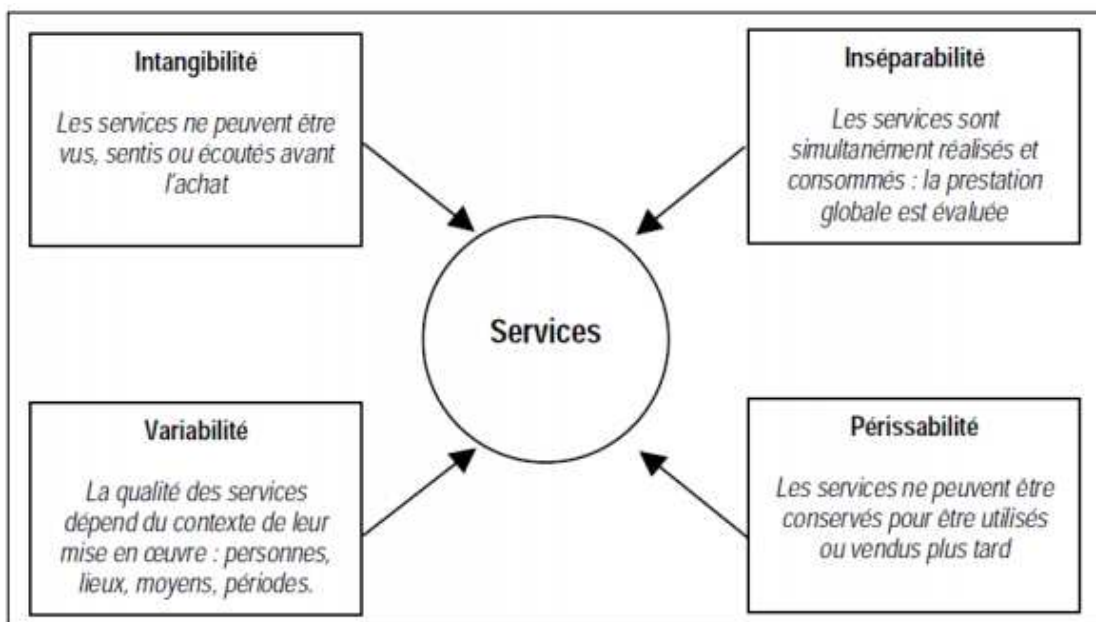 Intangibilité
Les services ne peuvent être
vus, sentis ou écoutés avant
l'achat
Inséparabilité
Les services sont
simultanément réalisés et
consommés : la prestation
globale est évaluée
Services
Variabilité
La qualité des services
dépend du contexte de leur
mise en œuvre : personnes,
lieux, moyens, périodes.
Périssabilité
Les services ne peuvent être
conservés pour être utilisés
ou vendus plus tard